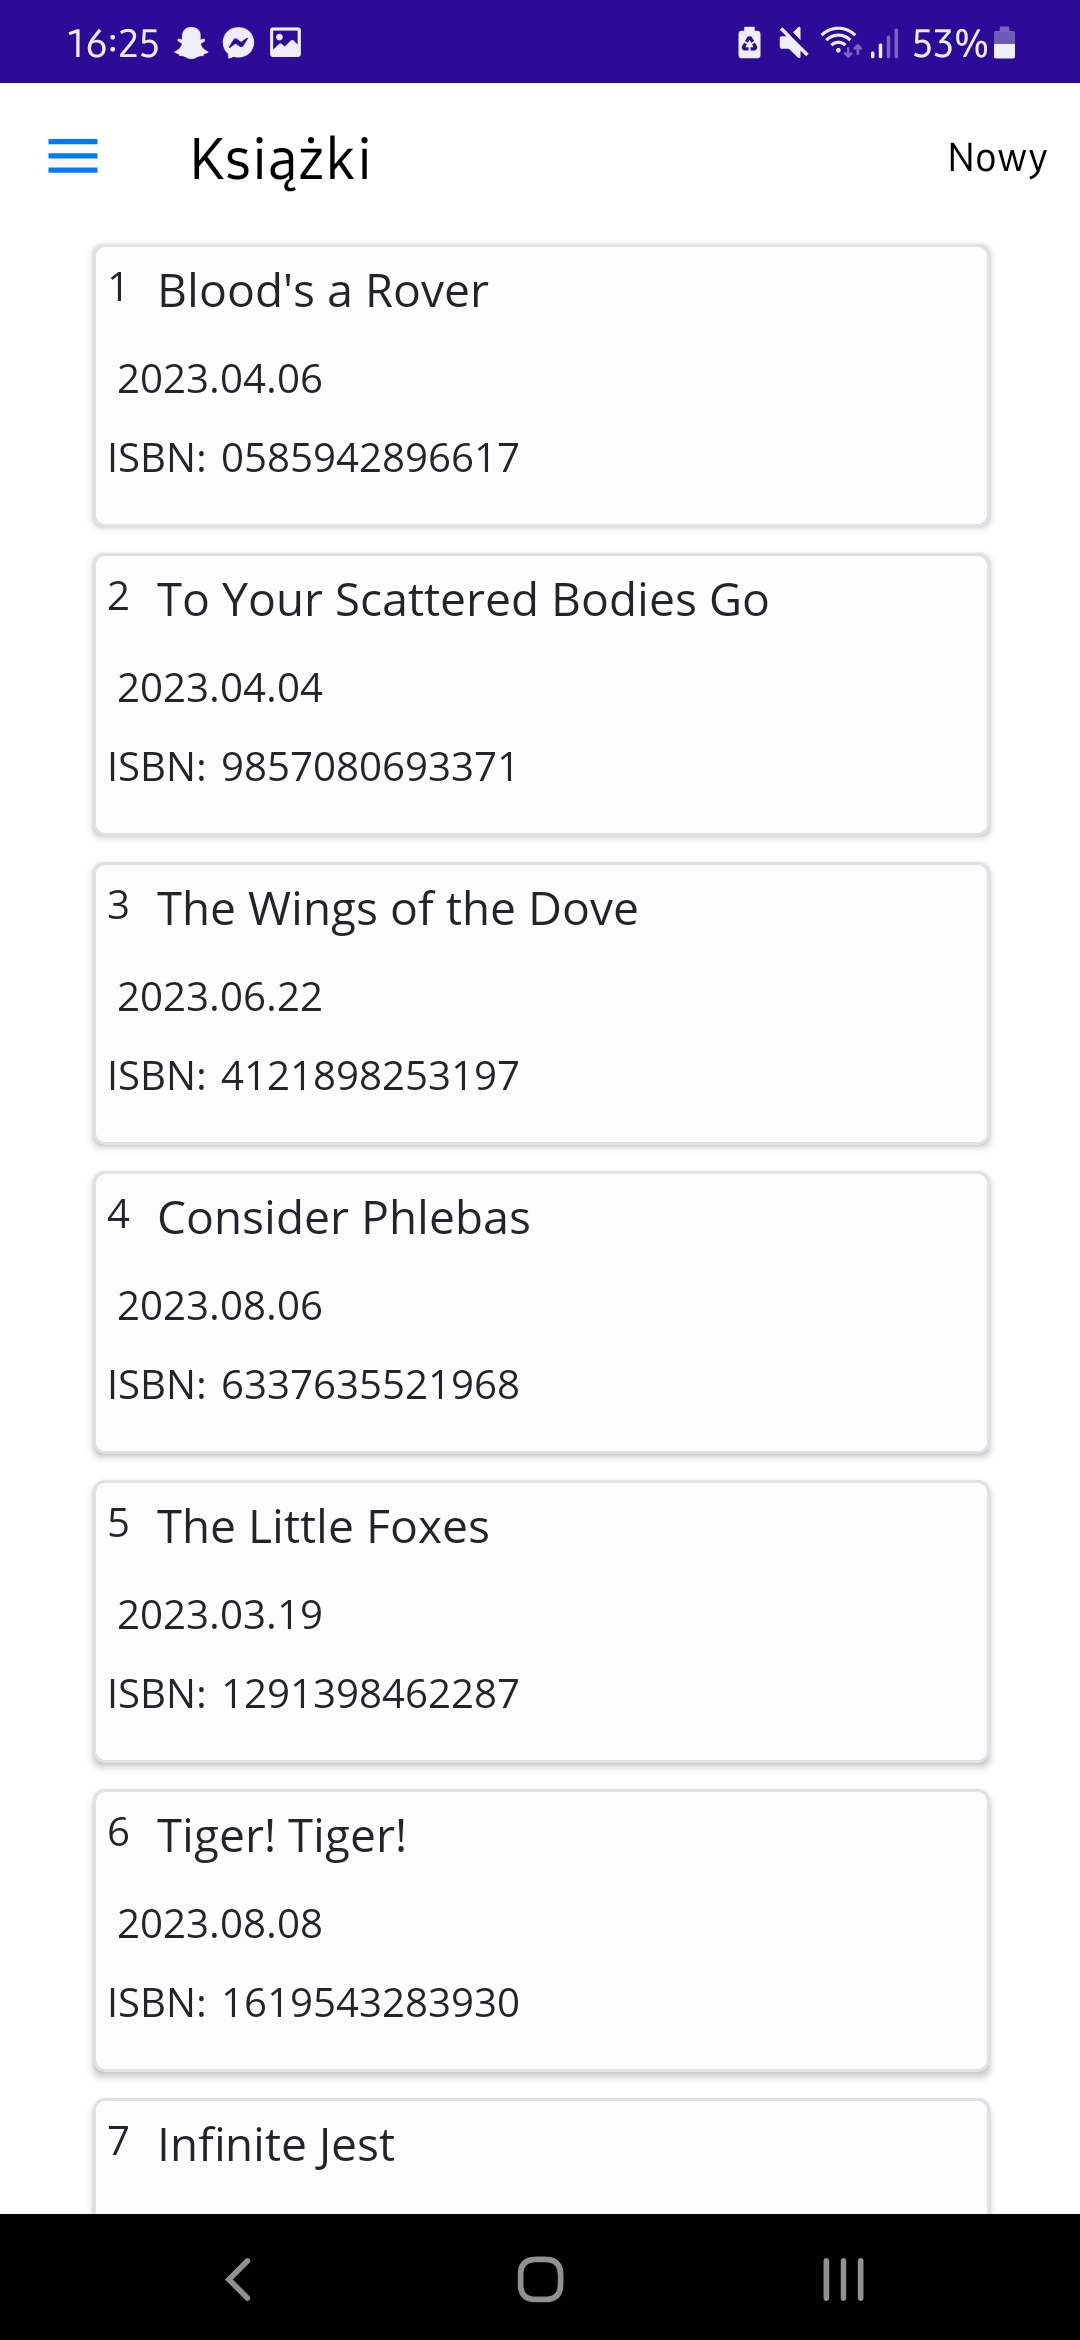 16:25 53%
Książki Nowy
1 Blood's a Rover
2023.04.06
ISBN: 0585942896617
2 To Your Scattered Bodies Go
2023.04.04
ISBN: 9857080693371
3 The Wings of the Dove
2023.06.22
ISBN: 4121898253197
4 Consider Phlebas
2023.08.06
ISBN: 6337635521968
5 The Little Foxes
2023.03.19
ISBN: 1291398462287
6 Tiger! Tiger!
2023.08.08
ISBN: 1619543283930
7 Infinite Jest